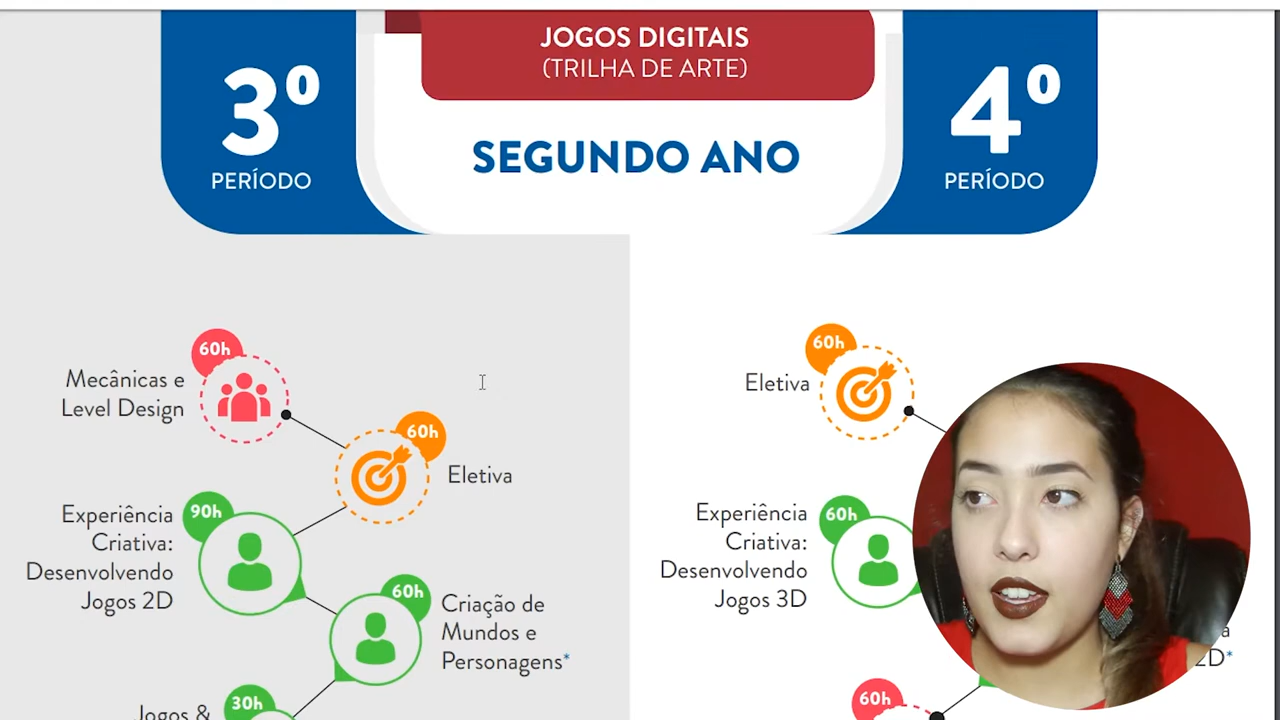 JOGOS DIGITAIS
(TRILHA DE ARTE)
3º
PERÍODO
SEGUNDO ANO
4º
PERÍODO
60h
Mecânicas e
Level Design
60h
Eletiva
90h
Experiência
Criativa:
Desenvolvendo
Jogos 2D
60h
Criação de
Mundos e
Personagens*
30h
Jogos &
60h
Eletiva
60h
Experiência
Criativa:
Desenvolvendo
Jogos 3D
2D*
60h